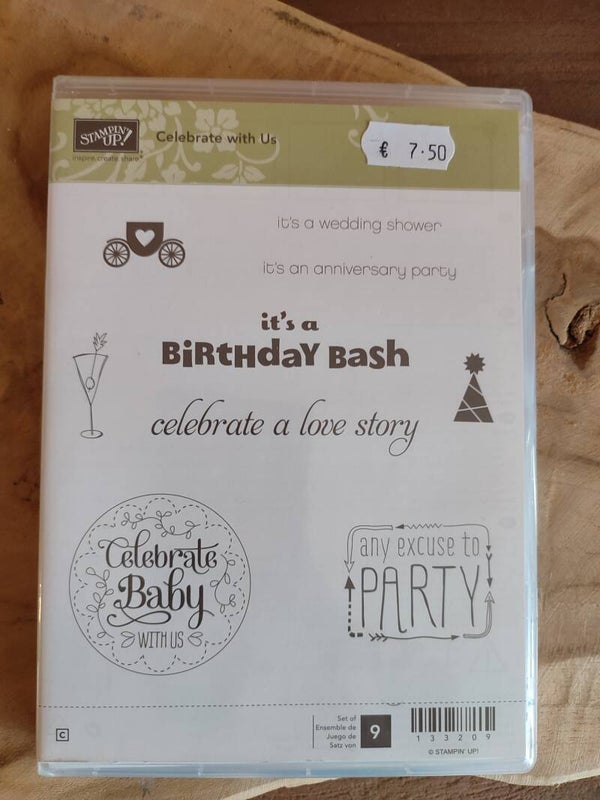 STAMPIN' UP!
inspire. create. share®
Celebrate with Us
€ 7.50
it's a wedding shower
it's an anniversary party
it's a
BiRtHdaY BasH
celebrate a love story
Celebrate
Baby
WITH US
any excuse to
PARTY
C
Set of
Ensemble de
Juego de
Satz von
9
133209
© STAMPIN' UP!